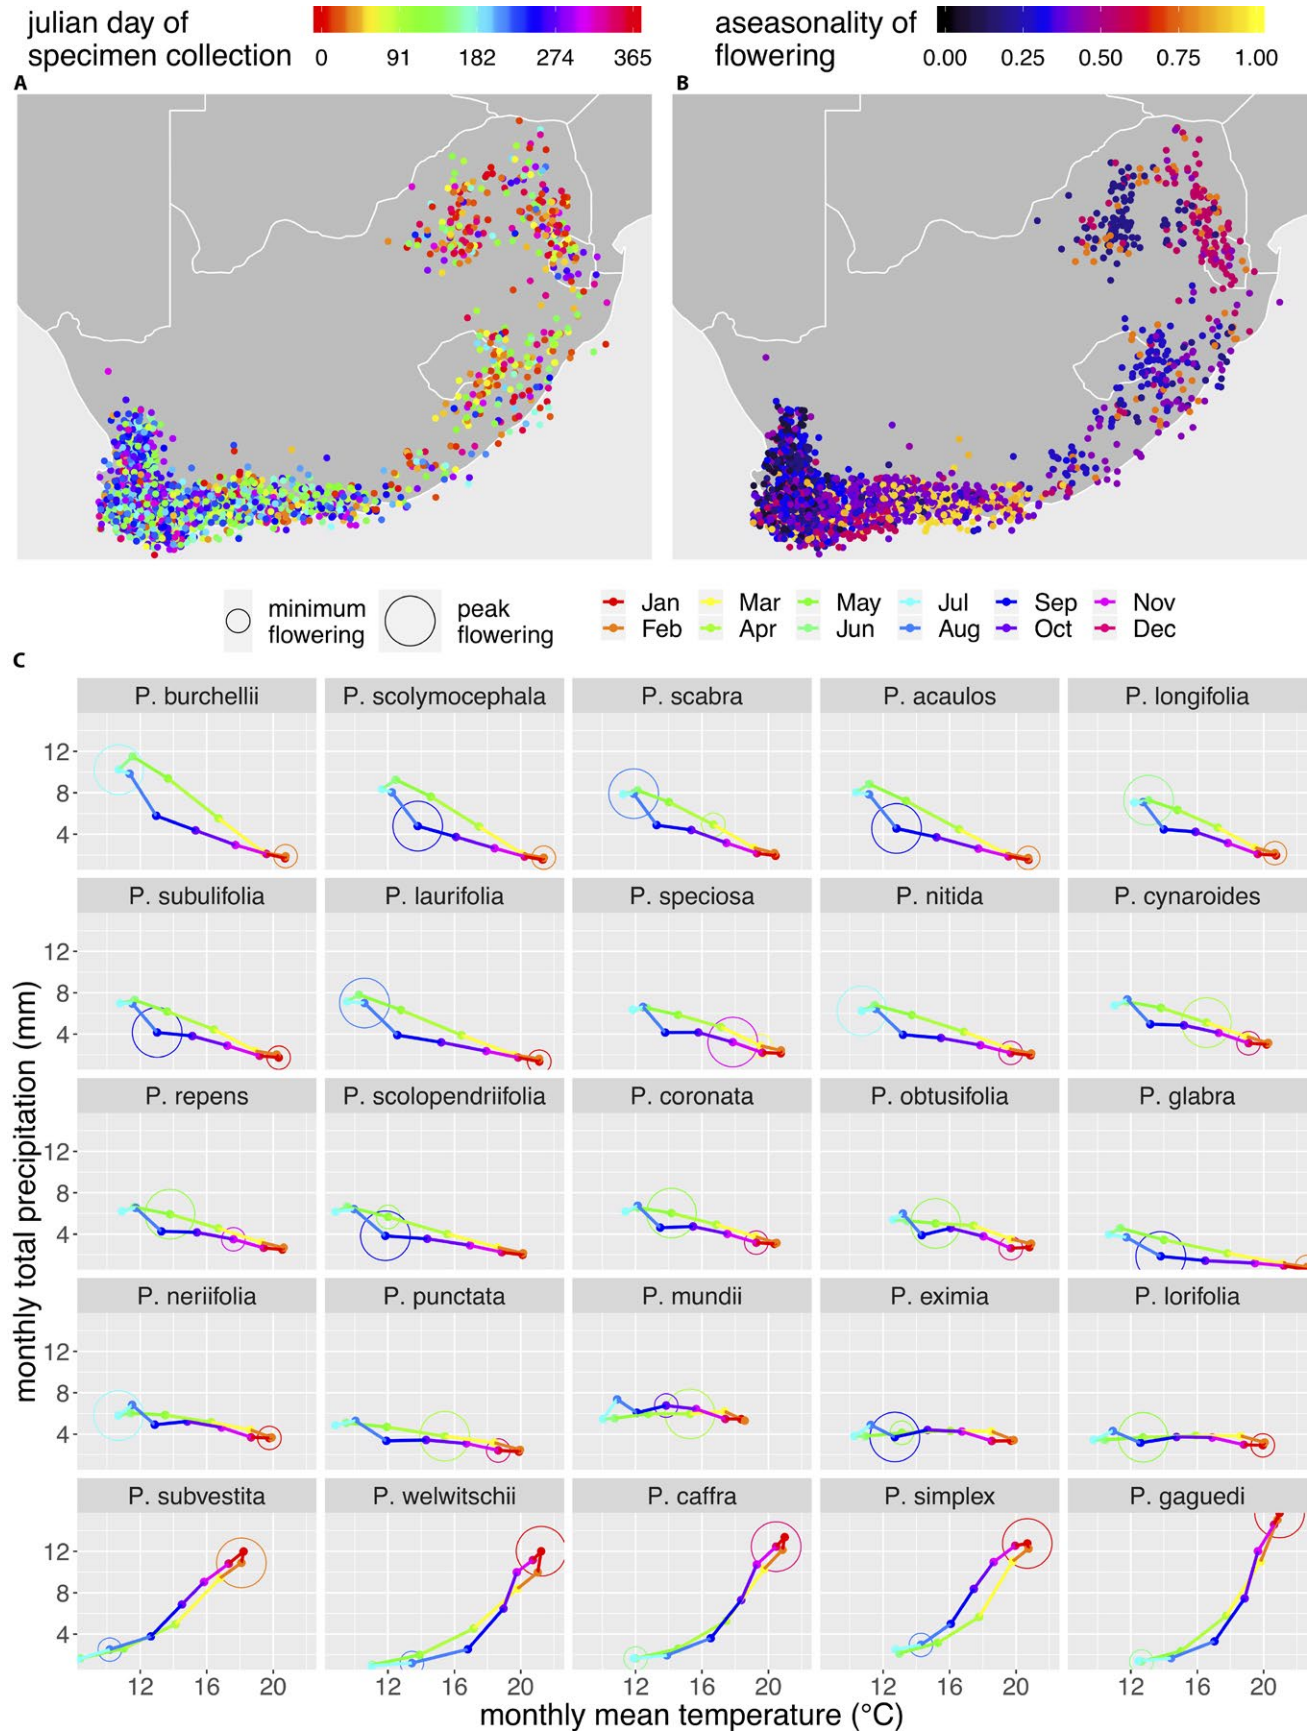 julian day of
specimen collection
0 91 182 274 365
aseasonality of
flowering
0.00 0.25 0.50 0.75 1.00
A
B
minimum
flowering
peak
flowering
Jan Mar May Jul Sep Nov
Feb Apr Jun Aug Oct Dec
C
P. burchellii P. scolymocephala P. scabra P. acaulos P. longifolia
12
8
4
P. subulifolia P. laurifolia P. speciosa P. nitida P. cynaroides
12
8
4
P. repens P. scolopendriifolia P. coronata P. obtusifolia P. glabra
12
8
4
P. neriifolia P. punctata P. mundii P. eximia P. lorifolia
12
8
4
P. subvestita P. welwitschii P. caffra P. simplex P. gaguedi
12
8
4
monthly total precipitation (mm)
12 16 20 12 16 20 12 16 20 12 16 20 12 16 20
monthly mean temperature (°C)